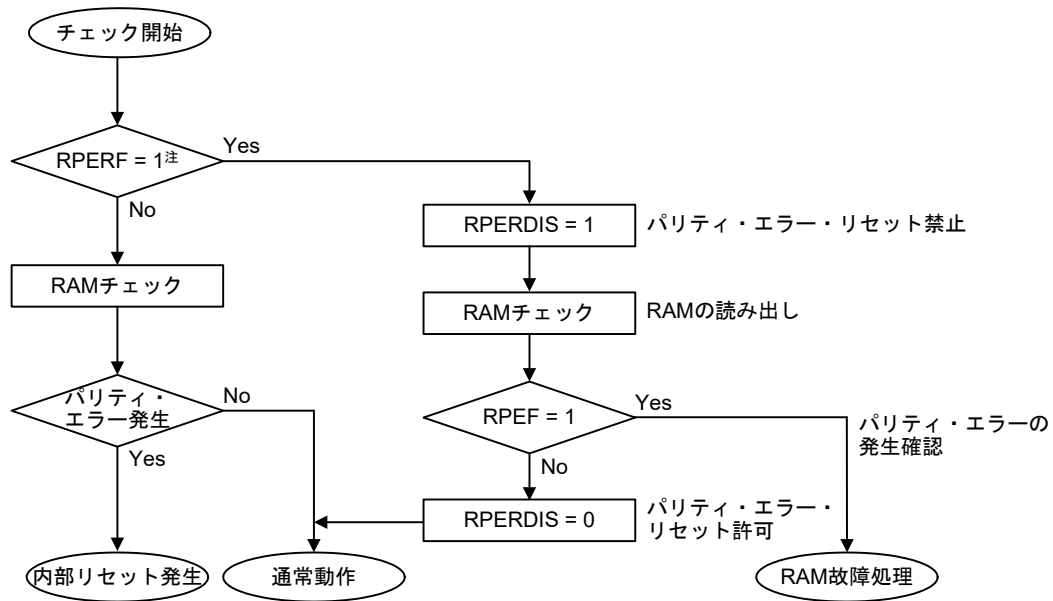 チェック開始
RPERF = 1注
Yes
No
RPERDIS = 1
パリティ・エラー・リセット禁止
RAMチェック
RAMチェック
RAMの読み出し
パリティ・
エラー発生
No
Yes
RPEF = 1
Yes
No
パリティ・エラーの
発生確認
RPERDIS = 0
パリティ・エラー・
リセット許可
内部リセット発生
通常動作
RAM故障処理